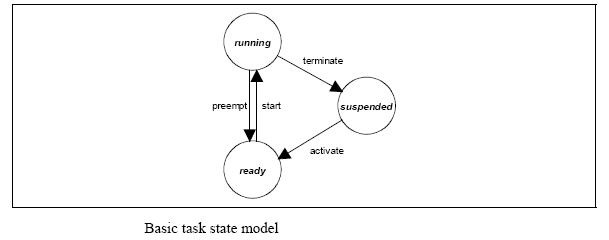 running
terminate
preempt
start
suspended
activate
ready
Basic task state model